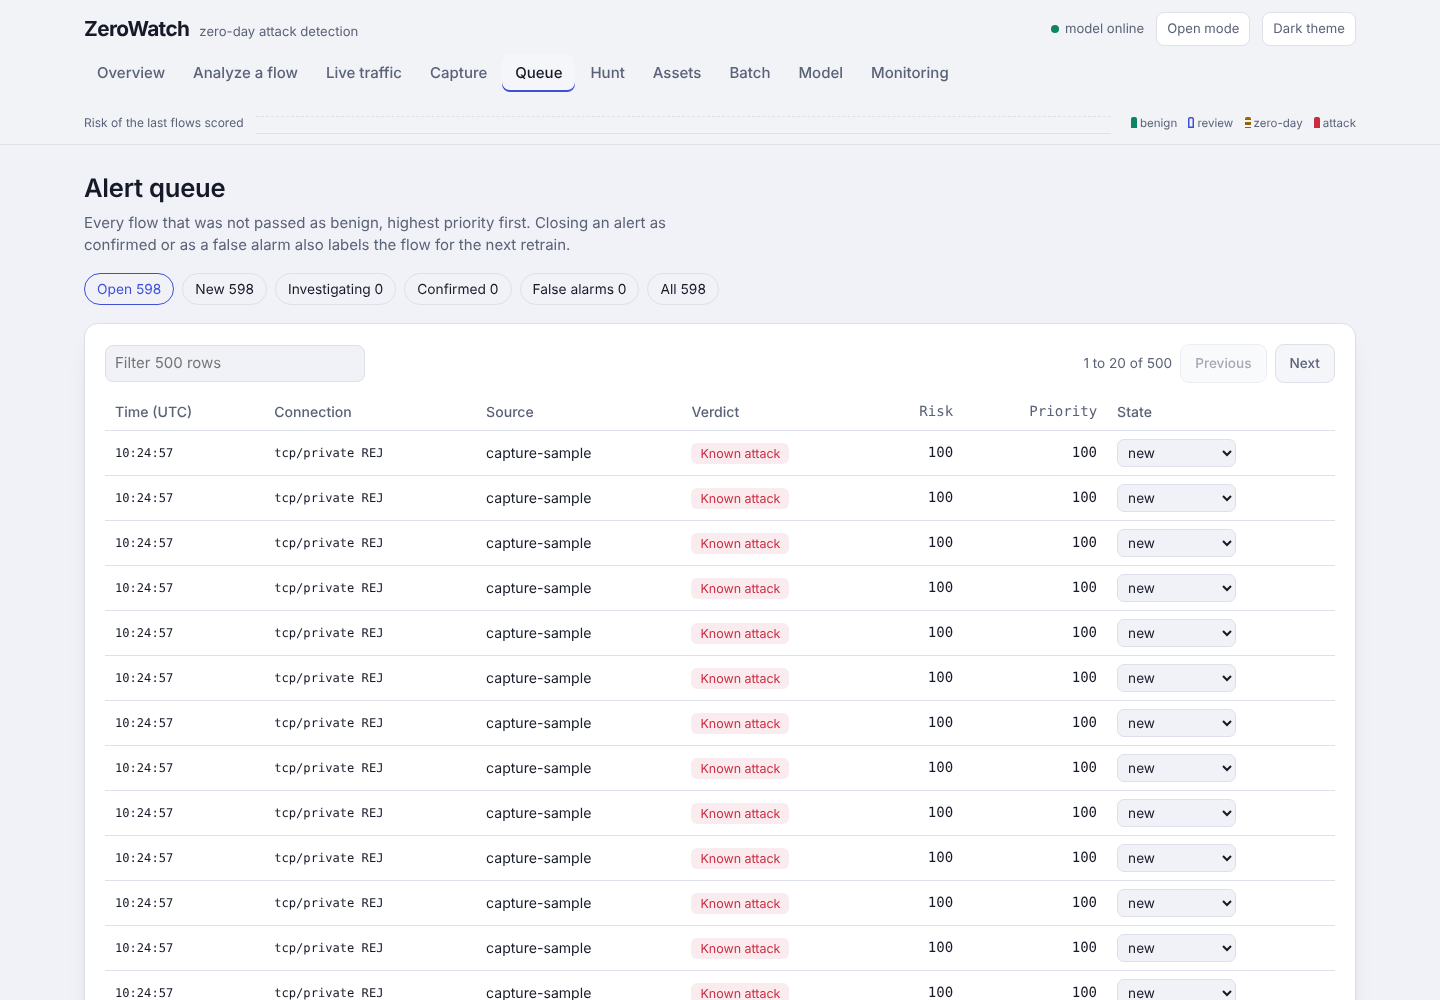 ZeroWatch zero-day attack detection
model online Open mode Dark theme
Overview Analyze a flow Live traffic Capture Queue Hunt Assets Batch Model Monitoring
Risk of the last flows scored benign review zero-day attack
Alert queue
Every flow that was not passed as benign, highest priority first. Closing an alert as
confirmed or as a false alarm also labels the flow for the next retrain.
Open 598 New 598 Investigating 0 Confirmed 0 False alarms 0 All 598
Filter 500 rows 1 to 20 of 500 Previous Next
Time (UTC) Connection Source Verdict Risk Priority State
10:24:57 tcp/private REJ capture-sample Known attack 100 100 new
10:24:57 tcp/private REJ capture-sample Known attack 100 100 new
10:24:57 tcp/private REJ capture-sample Known attack 100 100 new
10:24:57 tcp/private REJ capture-sample Known attack 100 100 new
10:24:57 tcp/private REJ capture-sample Known attack 100 100 new
10:24:57 tcp/private REJ capture-sample Known attack 100 100 new
10:24:57 tcp/private REJ capture-sample Known attack 100 100 new
10:24:57 tcp/private REJ capture-sample Known attack 100 100 new
10:24:57 tcp/private REJ capture-sample Known attack 100 100 new
10:24:57 tcp/private REJ capture-sample Known attack 100 100 new
10:24:57 tcp/private REJ capture-sample Known attack 100 100 new
10:24:57 tcp/private REJ capture-sample Known attack 100 100 new
10:24:57 tcp/private REJ capture-sample Known attack 100 100 new